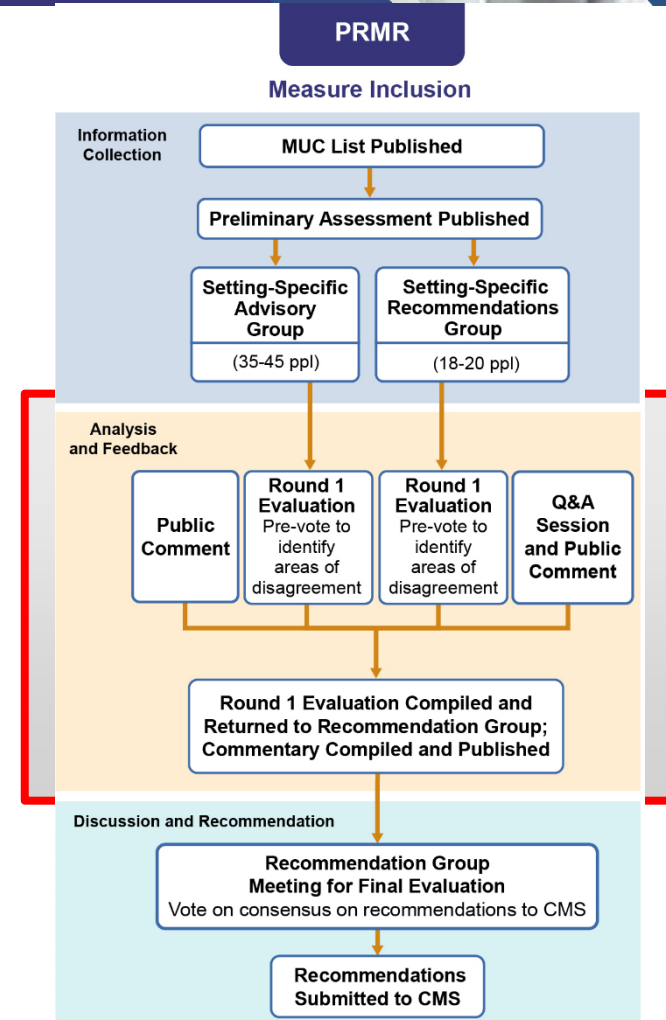 PRMR
Measure Inclusion
Information
Collection
MUC List Published
Preliminary Assessment Published
Setting-Specific
Advisory
Group
(35-45 ppl)
Setting-Specific
Recommendations
Group
(18-20 ppl)
Analysis
and Feedback
Public
Comment
Round 1
Evaluation
Pre-vote to
identify
areas of
disagreement
Round 1
Evaluation
Pre-vote to
identify
areas of
disagreement
Q&A
Session
and Public
Comment
Round 1 Evaluation Compiled and
Returned to Recommendation Group;
Commentary Compiled and Published
Discussion and Recommendation
Recommendation Group
Meeting for Final Evaluation
Vote on consensus on recommendations to CMS
Recommendations
Submitted to CMS